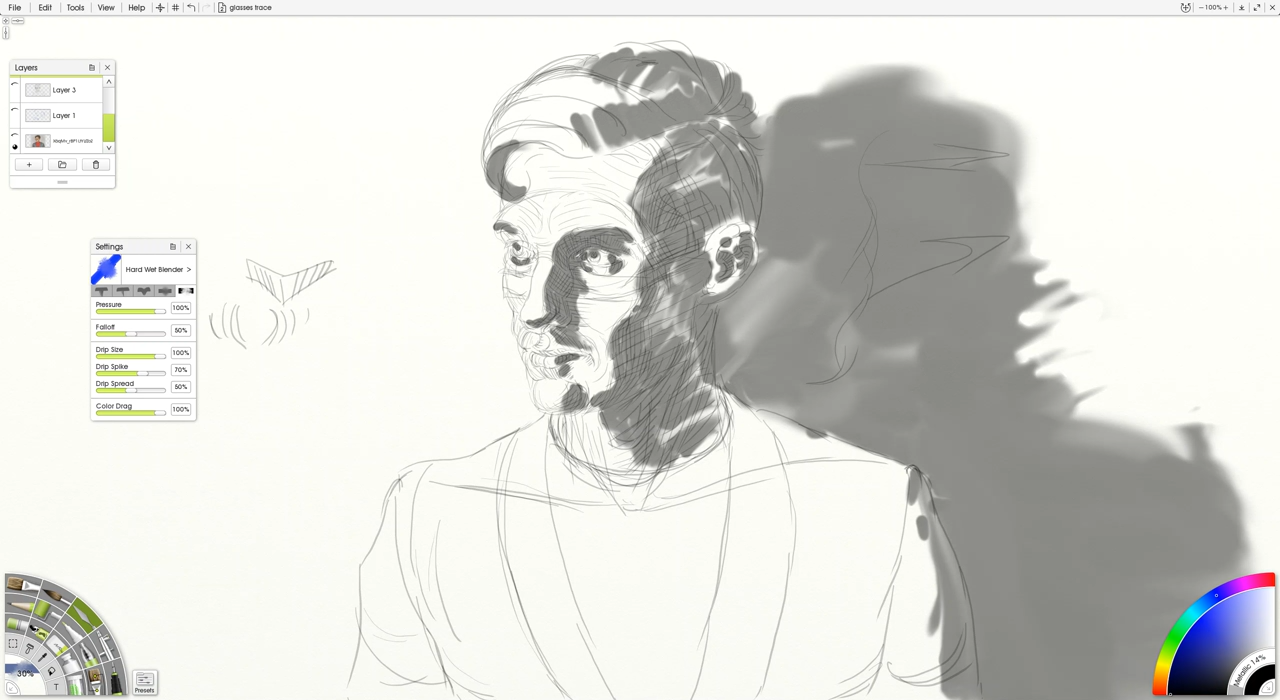 File Edit Tools View Help glasses trace −100%+
Layers
Layer 3
Layer 1
Settings
Hard Wet Blender >
Pressure 100%
Falloff 50%
Drip Size 100%
Drip Spike 70%
Drip Spread 50%
Color Drag 100%
30%
T
Presets
Metallic 14%